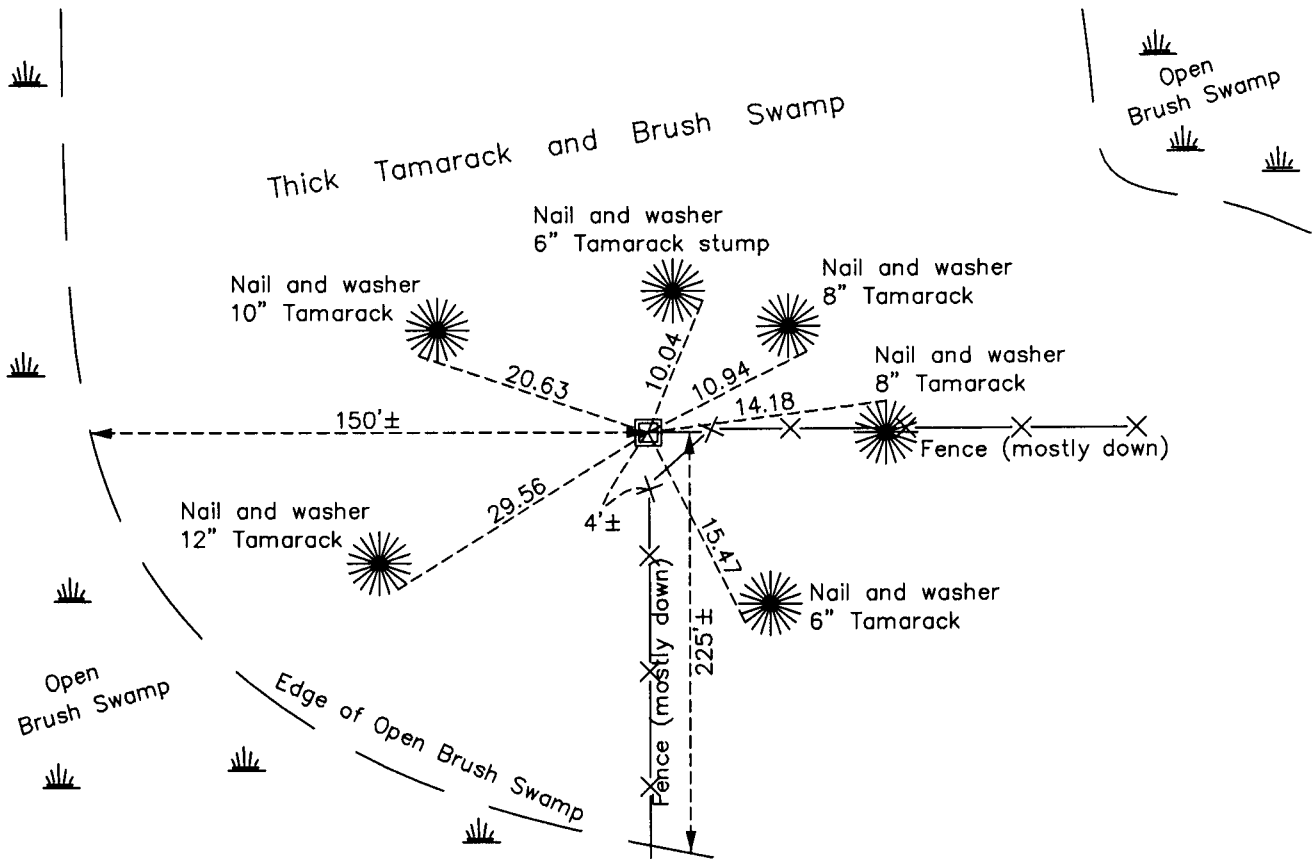 Open
Brush Swamp
Thick Tamarack and Brush Swamp
Nail and washer
6" Tamarack stump
Nail and washer
10" Tamarack
Nail and washer
8" Tamarack
Nail and washer
8" Tamarack
20.63
10.04
10.94
14.18
150'±
Fence (mostly down)
29.56
4'±
15.47
Nail and washer
12" Tamarack
Nail and washer
6" Tamarack
Fence (mostly down)
225'±
Open
Brush Swamp
Edge of Open Brush Swamp